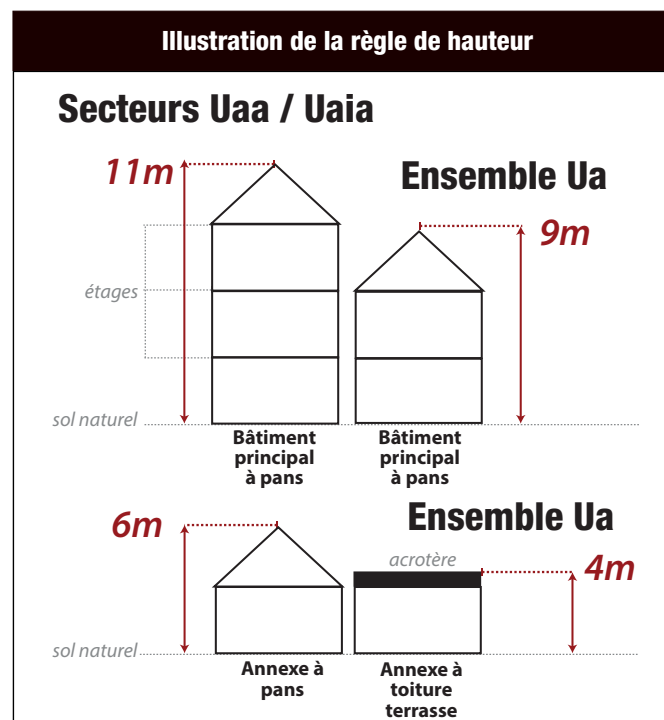 Illustration de la règle de hauteur
Secteurs Uaa / Uaia
11m
Ensemble Ua
9m
étages
sol naturel
Bâtiment
principal
à pans
Bâtiment
principal
à pans
6m
Ensemble Ua
acrotère
4m
sol naturel
Annexe à
pans
Annexe à
toiture
terrasse